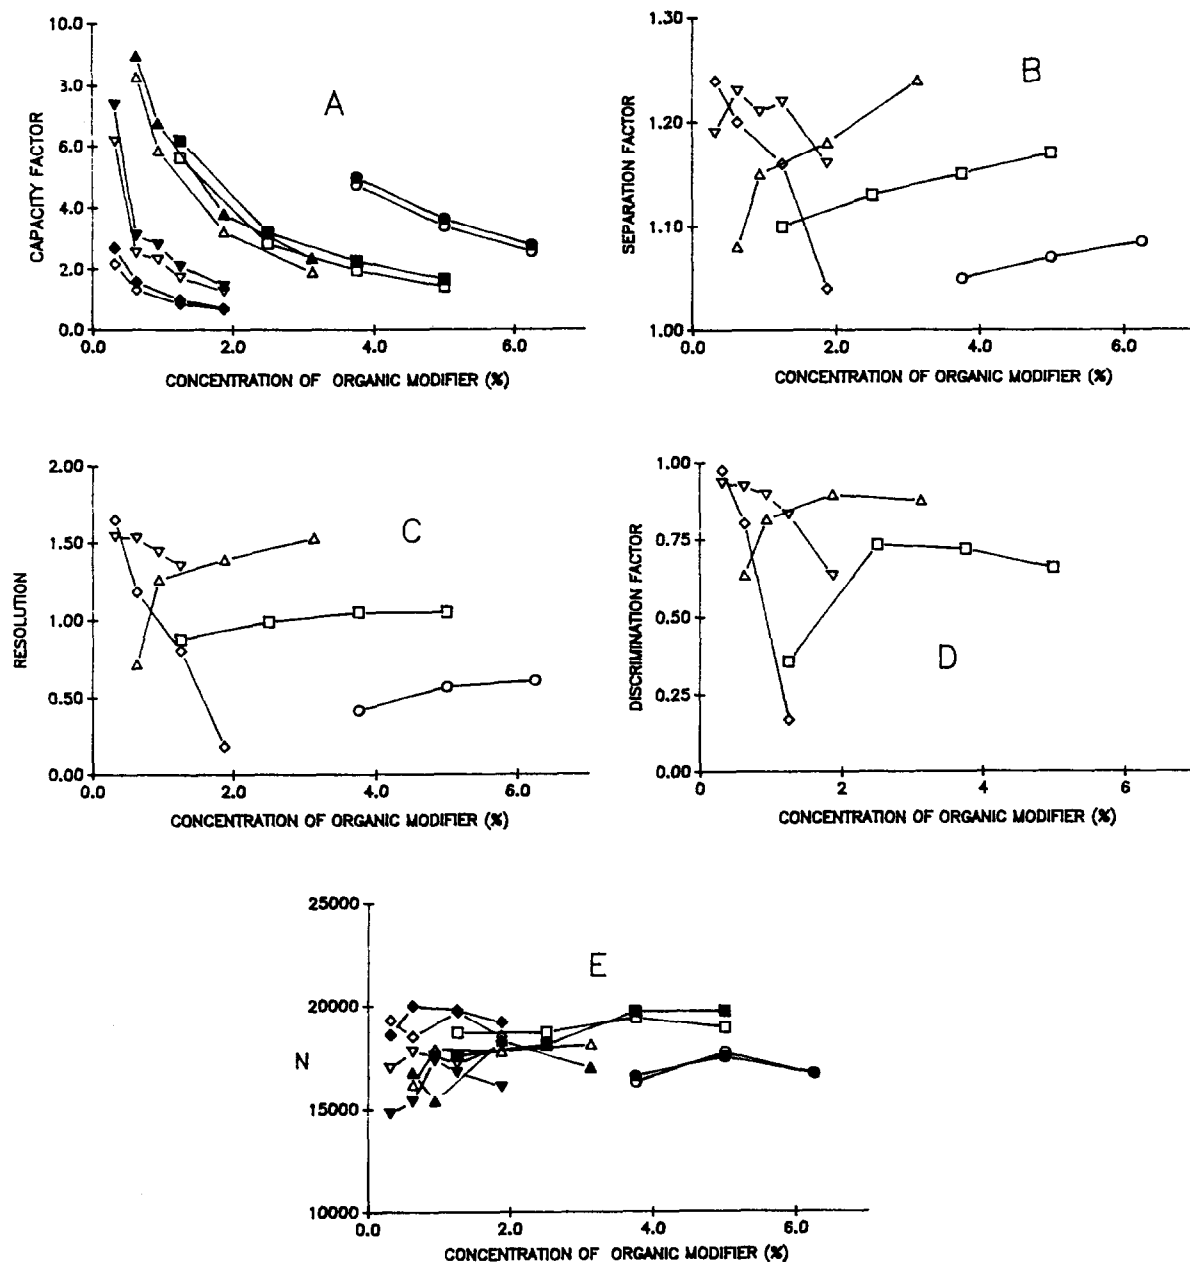 10.0
3.0
6.0
4.0
2.0
0.0
CAPACITY FACTOR
A
0.0 2.0 4.0 6.0
CONCENTRATION OF ORGANIC MODIFIER (%)
1.30
1.20
1.10
1.00
SEPARATION FACTOR
B
0.0 2.0 4.0 6.0
CONCENTRATION OF ORGANIC MODIFIER (%)
2.00
1.50
1.00
0.50
0.00
RESOLUTION
C
0.0 2.0 4.0 6.0
CONCENTRATION OF ORGANIC MODIFIER (%)
1.00
0.75
0.50
0.25
0.00
DISCRIMINATION FACTOR
D
0 2 4 6
CONCENTRATION OF ORGANIC MODIFIER (%)
25000
20000
15000
10000
N
E
0.0 2.0 4.0 6.0
CONCENTRATION OF ORGANIC MODIFIER (%)